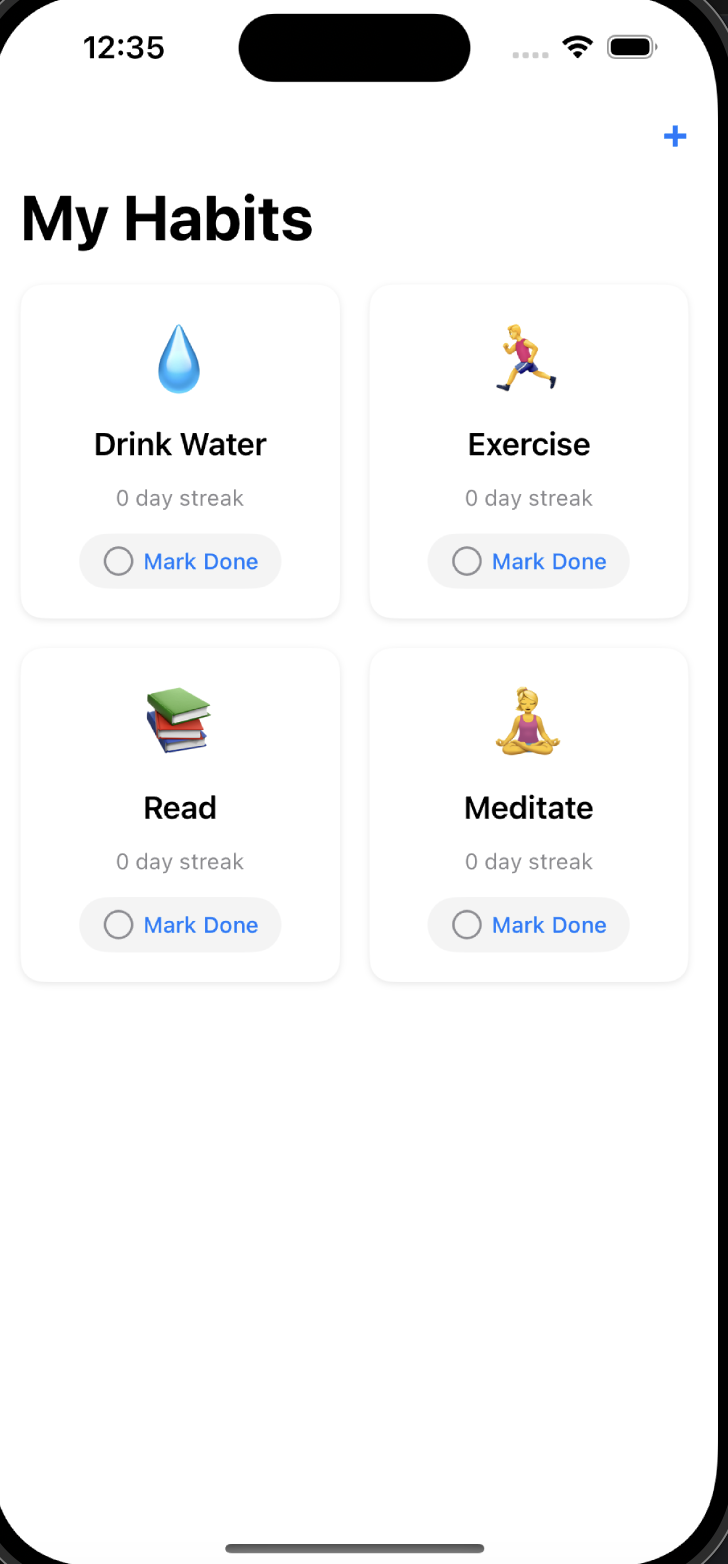 12:35
+
My Habits
Drink Water
0 day streak
Mark Done
Exercise
0 day streak
Mark Done
Read
0 day streak
Mark Done
Meditate
0 day streak
Mark Done